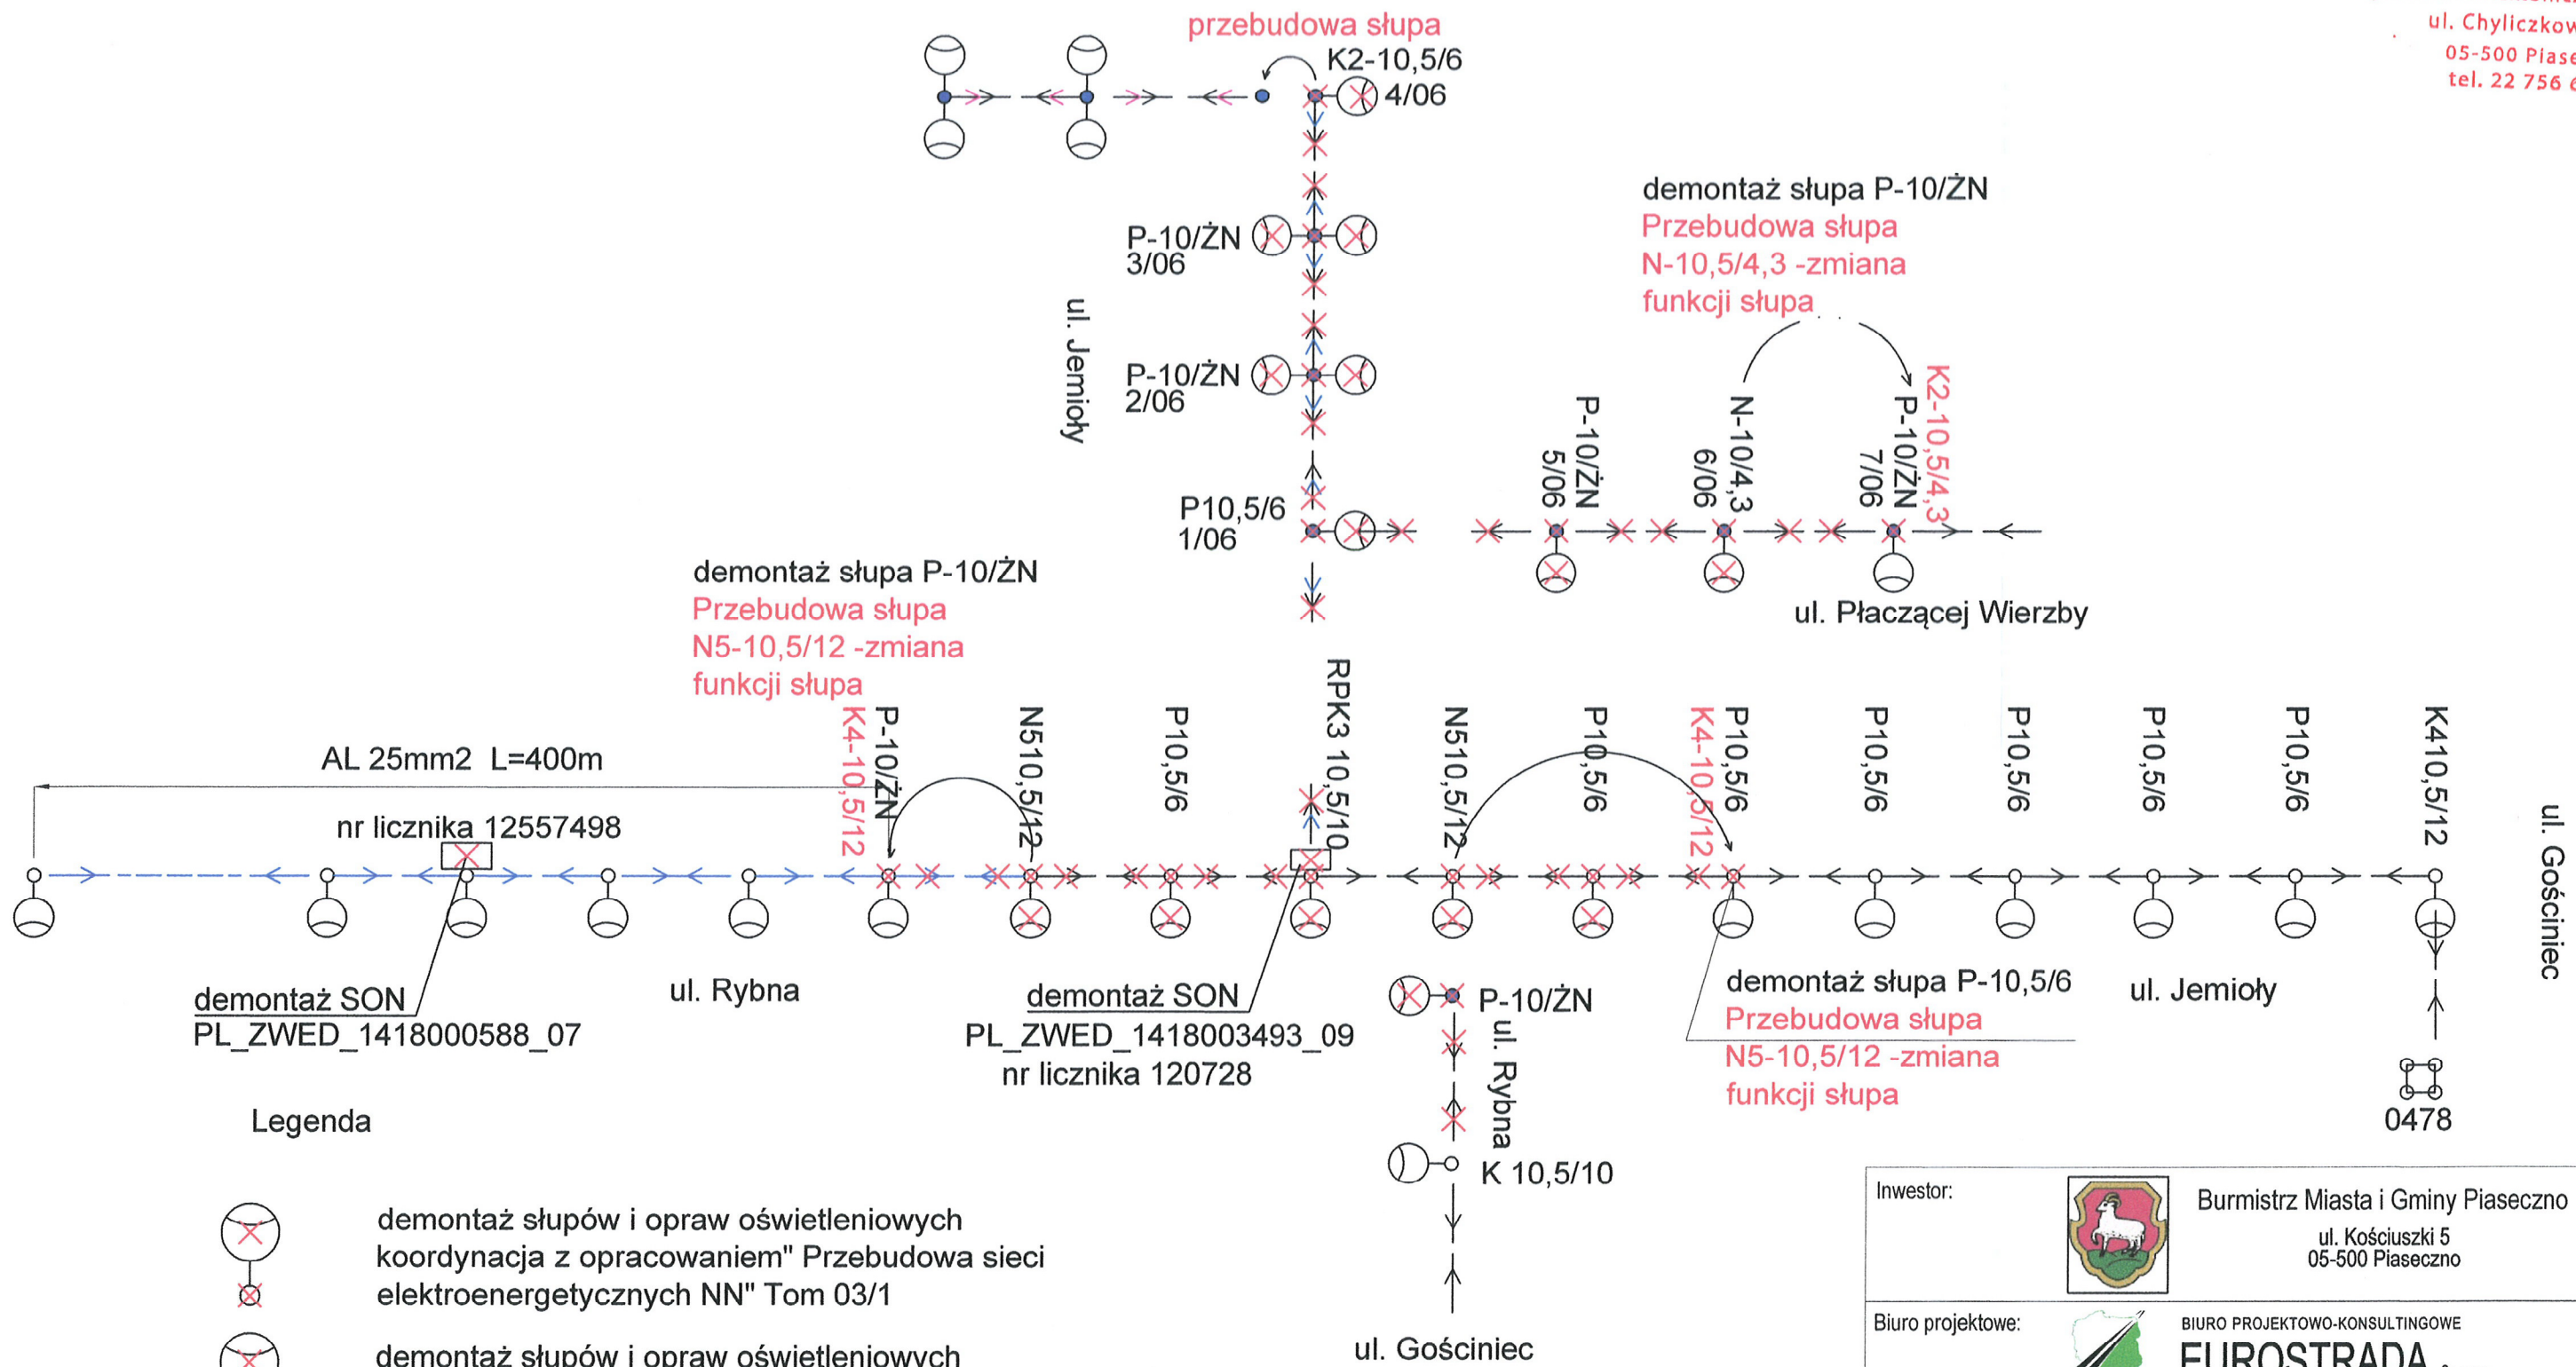 ul. Chyliczkow
05-500 Piase
tel. 22 756 6
przebudowa słupa
K2-10,5/6
4/06
P-10/ŻN
3/06
ul. Jemioły
P-10/ŻN
2/06
P10,5/6
1/06
demontaż słupa P-10/ŻN
Przebudowa słupa
N-10,5/4,3 -zmiana
funkcji słupa
P-10/ŻN
5/06
N-10/4,3
6/06
K2-10,5/4,3
P-10/ŻN
7/06
ul. Płaczącej Wierzby
demontaż słupa P-10/ŻN
Przebudowa słupa
N5-10,5/12 -zmiana
funkcji słupa
AL 25mm2 L=400m
nr licznika 12557498
K4-10,5/12
P-10/ŻN
N510,5/12
P10,5/6
RPK3 10,5/10
N510,5/12
P10,5/6
K4-10,5/12
P10,5/6
P10,5/6
P10,5/6
P10,5/6
P10,5/6
K410,5/12
ul. Gościniec
demontaż SON
PL_ZWED_1418000588_07
ul. Rybna
demontaż SON
PL_ZWED_1418003493_09
nr licznika 120728
P-10/ŻN
ul. Rybna
K 10,5/10
ul. Gościniec
demontaż słupa P-10,5/6
Przebudowa słupa
N5-10,5/12 -zmiana
funkcji słupa
ul. Jemioły
0478
Legenda
demontaż słupów i opraw oświetleniowych
koordynacja z opracowaniem" Przebudowa sieci
elektroenergetycznych NN" Tom 03/1
demontaż słupów i opraw oświetleniowych
Inwestor:
Burmistrz Miasta i Gminy Piaseczno
ul. Kościuszki 5
05-500 Piaseczno
Biuro projektowe:
BIURO PROJEKTOWO-KONSULTINGOWE
EUROSTRADA